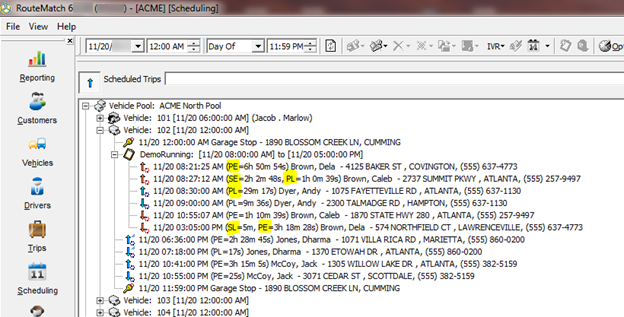 RouteMatch 6 ( ) - [ACME] [Scheduling]
File View Help
11/20/ 12:00 AM Day Of 11:59 PM IVR 11 Opti
Reporting
Customers
Vehicles
Drivers
Trips
Scheduling
Scheduled Trips
Vehicle Pool: ACME North Pool
Vehicle: 101 [11/20 06:00:00 AM] (Jacob . Marlow)
Vehicle: 102 [11/20 12:00:00 AM]
11/20 12:00:00 AM Garage Stop - 1890 BLOSSOM CREEK LN, CUMMING
DemoRunning: [11/20 08:00:00 AM] to [11/20 05:00:00 PM]
11/20 08:21:25 AM (PE=6h 50m 54s) Brown, Dela - 4125 BAKER ST , COVINGTON, (555) 637-4773
11/20 08:27:12 AM (SE=2h 2m 48s, PL=1h 0m 39s) Brown, Caleb - 2737 SUMMIT PKWY , ATLANTA, (555) 257-9497
11/20 08:30:00 AM (PL=29m 17s) Dyer, Andy - 1075 FAYETTEVILLE RD , ATLANTA, (555) 637-1130
11/20 09:00:00 AM (PL=9m 36s) Dyer, Andy - 2300 TALMADGE RD , HAMPTON, (555) 637-1130
11/20 10:55:07 AM (PE=1h 10m 39s) Brown, Caleb - 1870 STATE HWY 280 , ATLANTA, (555) 257-9497
11/20 03:05:00 PM (SL=5m, PE=3h 18m 28s) Brown, Dela - 574 NORTHFIELD CT , LAWRENCEVILLE, (555) 637-4773
11/20 06:36:00 PM (PE=2h 28m 45s) Jones, Dharma - 1071 VILLA RICA RD , MARIETTA, (555) 860-0200
11/20 07:18:00 PM (PL=17s) Jones, Dharma - 1370 ETOWAH DR , ATLANTA, (555) 860-0200
11/20 10:41:00 PM (PE=3h 15m 5s) McCoy, Jack - 1305 WILLOW LAKE DR , ATLANTA, (555) 382-5159
11/20 10:55:00 PM (PE=25s) McCoy, Jack - 3071 CEDAR ST , SCOTTDALE, (555) 382-5159
11/20 11:59:00 PM Garage Stop - 1890 BLOSSOM CREEK LN, CUMMING
Vehicle: 103 [11/20 12:00:00 AM]
Vehicle: 104 [11/20 12:00:00 AM]